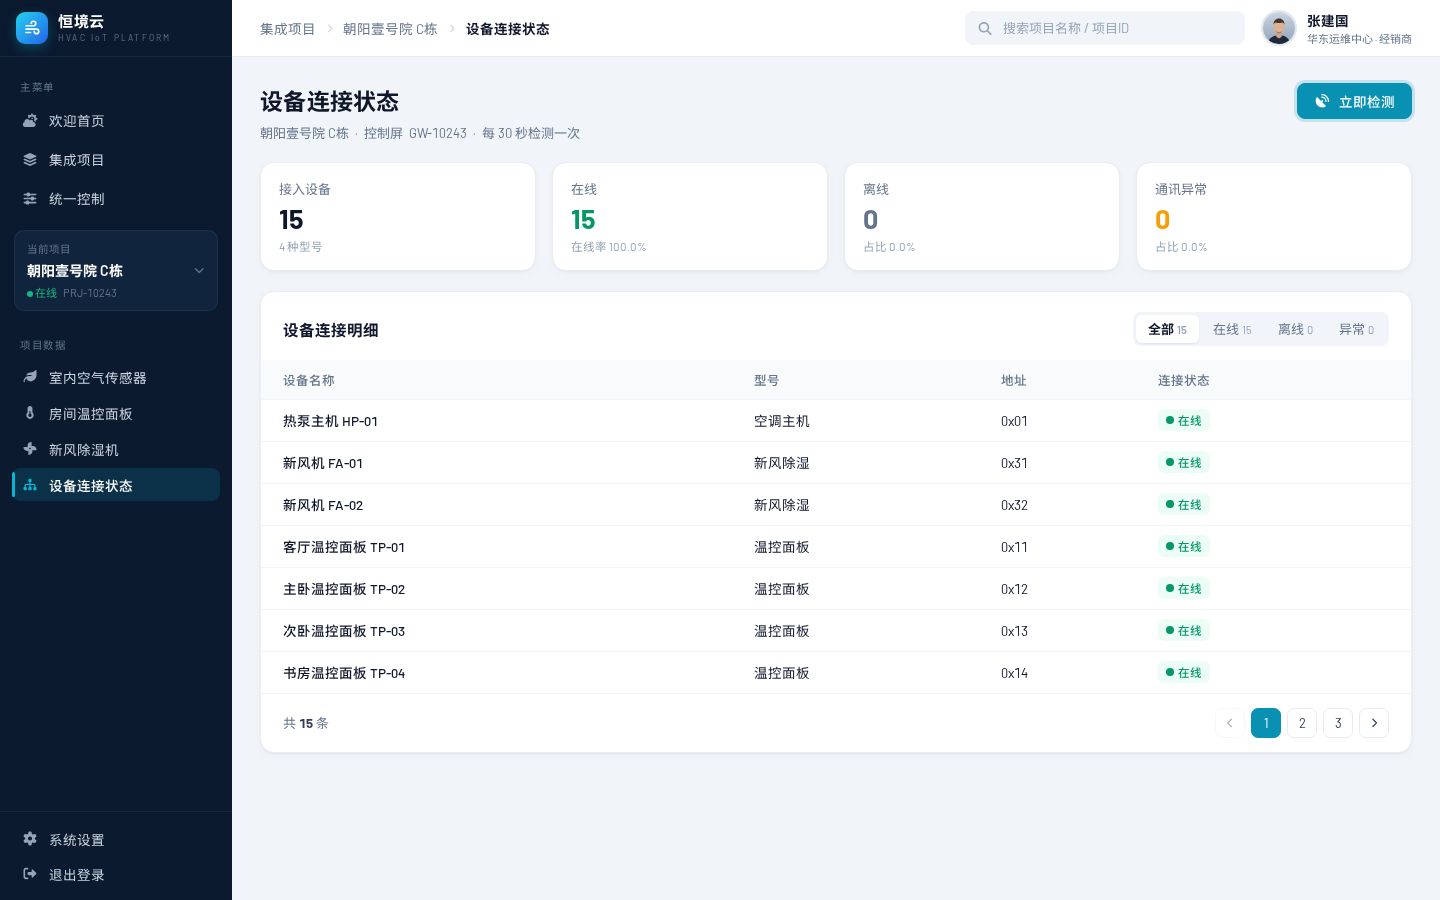 恒境云
HVAC IoT PLATFORM
主菜单
欢迎首页
集成项目
统一控制
当前项目
朝阳壹号院 C栋
在线 PRJ-10243
项目数据
室内空气传感器
房间温控面板
新风除湿机
设备连接状态
系统设置
退出登录
集成项目 朝阳壹号院 C栋 设备连接状态
搜索项目名称 / 项目ID
张建国
华东运维中心 · 经销商
设备连接状态
朝阳壹号院 C栋 · 控制屏 GW-10243 · 每 30 秒检测一次
立即检测
接入设备
15
4 种型号
在线
15
在线率 100.0%
离线
0
占比 0.0%
通讯异常
0
占比 0.0%
设备连接明细
全部 15 在线 15 离线 0 异常 0
设备名称 型号 地址 连接状态
热泵主机 HP-01 空调主机 0x01 在线
新风机 FA-01 新风除湿 0x31 在线
新风机 FA-02 新风除湿 0x32 在线
客厅温控面板 TP-01 温控面板 0x11 在线
主卧温控面板 TP-02 温控面板 0x12 在线
次卧温控面板 TP-03 温控面板 0x13 在线
书房温控面板 TP-04 温控面板 0x14 在线
共 15 条
1 2 3